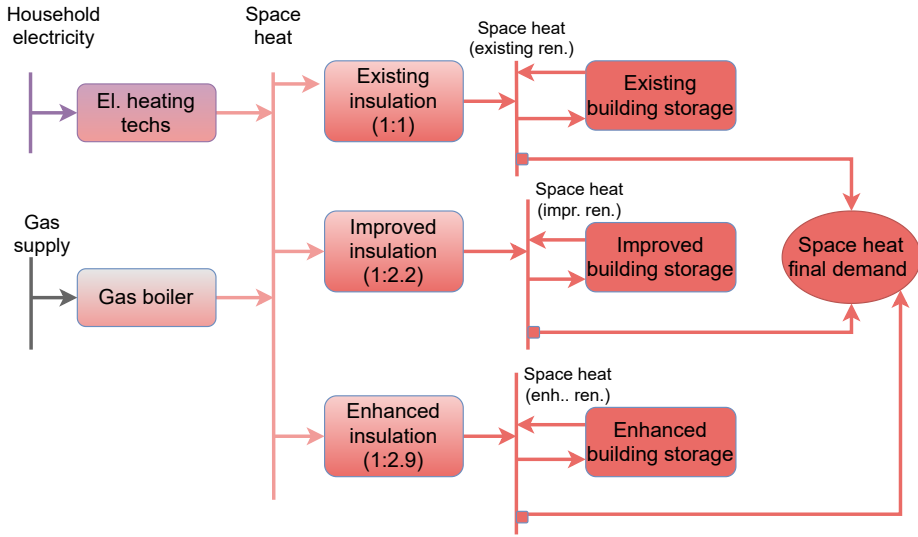 Household
electricity
Space
heat
Space heat
(existing ren.)
El. heating
techs
Existing
insulation
(1:1)
Existing
building storage
Gas
supply
Space heat
(impr. ren.)
Gas boiler
Improved
insulation
(1:2.2)
Improved
building storage
Space heat
final demand
Space heat
(enh.. ren.)
Enhanced
insulation
(1:2.9)
Enhanced
building storage